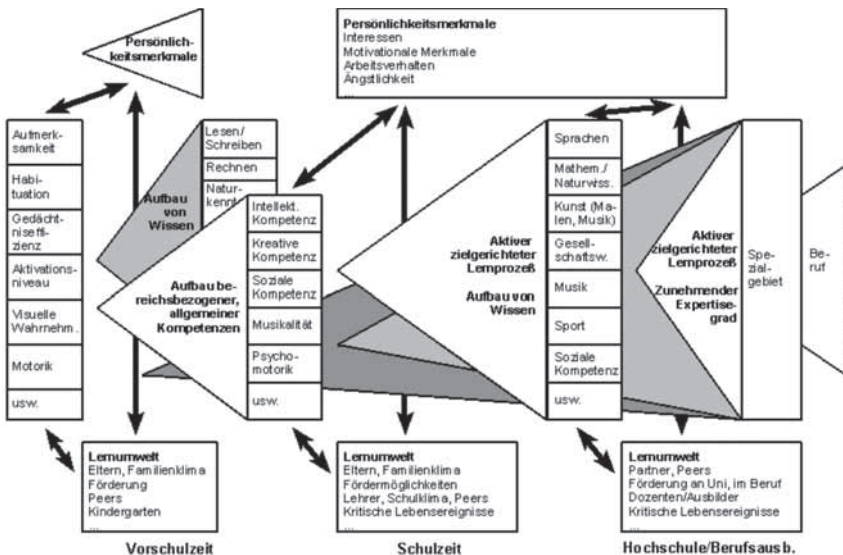 Persönlich-
keitsmerkmale
Persönlichkeitsmerkmale
Interessen
Motivationale Merkmale
Arbeitsverhalten
Ängstlichkeit
...
Aufmerk-
samkeit
Habi-
tuation
Gedächt-
niseffi-
zienz
Aktivations-
niveau
Visuelle
Wahrnehm.
Motorik
usw.
Aufbau
von
Wissen
Lesen/
Schreiben
Rechnen
Natur-
kennt
Aufbau be-
reichsbezogener,
allgemeiner
Kompetenzen
Intellekt.
Kompetenz
Kreative
Kompetenz
Soziale
Kompetenz
Musikalität
Psycho-
motorik
usw.
Aktiver
zielgerichteter
Lernprozeß
Aufbau von
Wissen
Sprachen
Mathem./
Naturwiss.
Kunst (Ma-
len, Musik)
Gesell-
schaftsw.
Musik
Sport
Soziale
Kompetenz
usw.
Aktiver
zielgerichteter
Lernprozeß
Zunehmender
Expertise-
grad
Spe-
zial-
gebiet
Be-
ruf
Lernumwelt
Eltern, Familienklima
Förderung
Peers
Kindergarten
...
Lernumwelt
Eltern, Familienklima
Fördermöglichkeiten
Lehrer, Schulklima, Peers
Kritische Lebensereignisse
...
Lernumwelt
Partner, Peers
Förderung an Uni, im Beruf
Dozenten/Ausbilder
Kritische Lebensereignisse
...
Vorschulzeit
Schulzeit
Hochschule/Berufsausb.